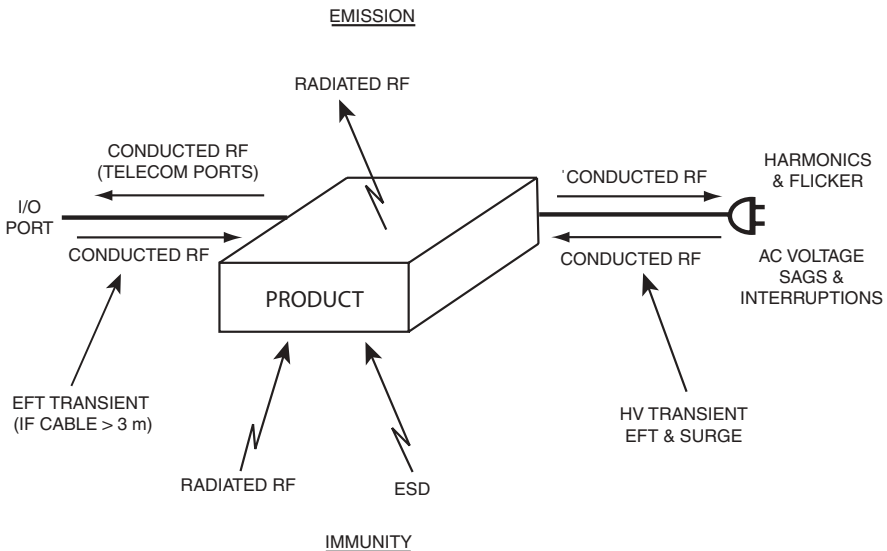 EMISSION
RADIATED RF
CONDUCTED RF
(TELECOM PORTS)
CONDUCTED RF
HARMONICS
& FLICKER
I/O
PORT
CONDUCTED RF
CONDUCTED RF
AC VOLTAGE
SAGS &
INTERRUPTIONS
PRODUCT
EFT TRANSIENT
(IF CABLE > 3 m)
HV TRANSIENT
EFT & SURGE
RADIATED RF
ESD
IMMUNITY